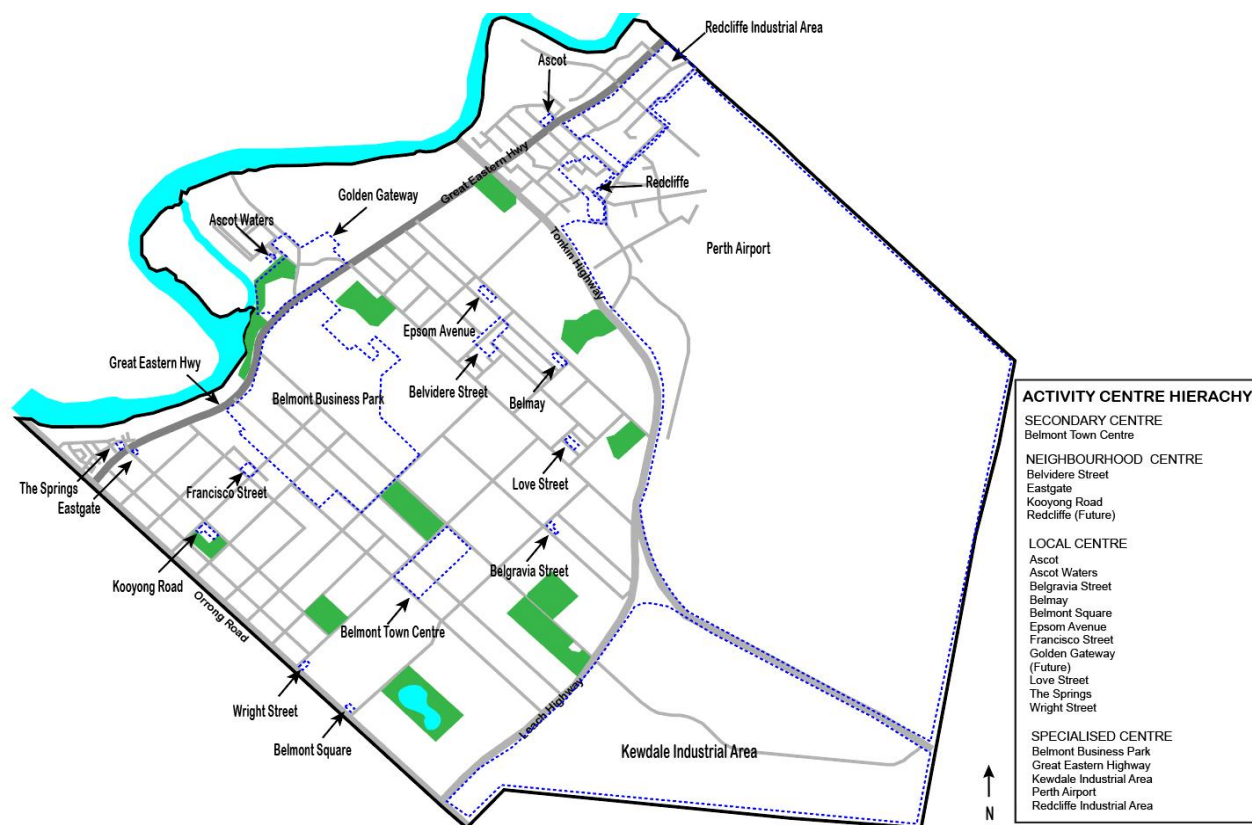 Redcliffe Industrial Area
Ascot
Great Eastern Hwy
Redcliffe
Golden Gateway
Ascot Waters
Tonkin Highway
Perth Airport
Epsom Avenue
Great Eastern Hwy
Belvidere Street
Belmont Business Park
Belmay
The Springs
Eastgate
Francisco Street
Love Street
Kooyong Road
Belgravia Street
Orrong Road
Belmont Town Centre
Wright Street
Leach Highway
Belmont Square
Kewdale Industrial Area
N
ACTIVITY CENTRE HIERACHY
SECONDARY CENTRE
Belmont Town Centre
NEIGHBOURHOOD CENTRE
Belvidere Street
Eastgate
Kooyong Road
Redcliffe (Future)
LOCAL CENTRE
Ascot
Ascot Waters
Belgravia Street
Belmay
Belmont Square
Epsom Avenue
Francisco Street
Golden Gateway
(Future)
Love Street
The Springs
Wright Street
SPECIALISED CENTRE
Belmont Business Park
Great Eastern Highway
Kewdale Industrial Area
Perth Airport
Redcliffe Industrial Area